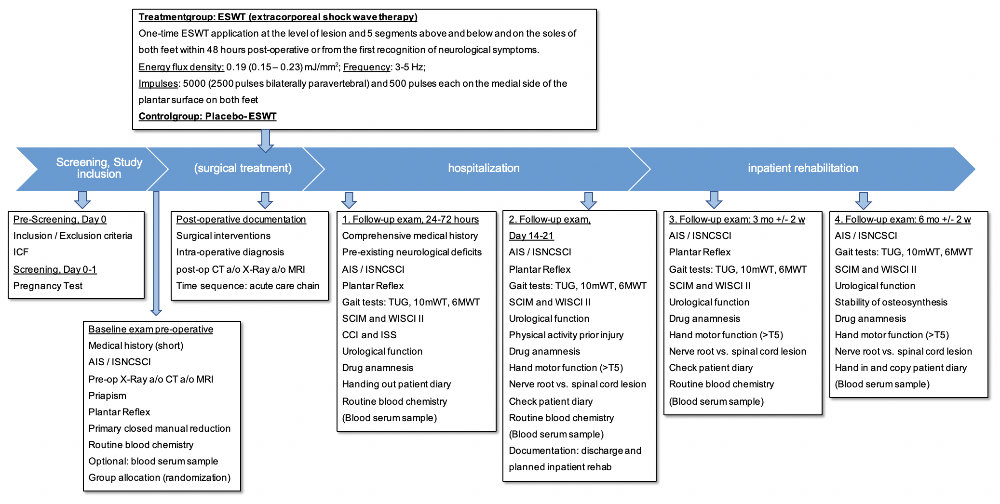 Treatmentgroup: ESWT (extracorporeal shock wave therapy)
One-time ESWT application at the level of lesion and 5 segments above and below and on the soles of
both feet within 48 hours post-operative or from the first recognition of neurological symptoms.
Energy flux density: 0.19 (0.15 – 0.23) mJ/mm²; Frequency: 3-5 Hz;
Impulses: 5000 (2500 pulses bilaterally paravertebral) and 500 pulses each on the medial side of the
plantar surface on both feet
Controlgroup: Placebo- ESWT
Screening, Study
inclusion
(surgical treatment)
hospitalization
inpatient rehabilitation
Pre-Screening, Day 0
Inclusion / Exclusion criteria
ICF
Screening, Day 0-1
Pregnancy Test
Baseline exam pre-operative
Medical history (short)
AIS / ISNCSCI
Pre-op X-Ray a/o CT a/o MRI
Priapism
Plantar Reflex
Primary closed manual reduction
Routine blood chemistry
Optional: blood serum sample
Group allocation (randomization)
Post-operative documentation
Surgical interventions
Intra-operative diagnosis
post-op CT a/o X-Ray a/o MRI
Time sequence: acute care chain
1. Follow-up exam, 24-72 hours
Comprehensive medical history
Pre-existing neurological deficits
AIS / ISNCSCI
Plantar Reflex
Gait tests: TUG, 10mWT, 6MWT
SCIM and WISCI II
CCI and ISS
Urological function
Drug anamnesis
Handing out patient diary
Routine blood chemistry
(Blood serum sample)
2. Follow-up exam,
Day 14-21
AIS / ISNCSCI
Plantar Reflex
Gait tests: TUG, 10mWT, 6MWT
SCIM and WISCI II
Urological function
Physical activity prior injury
Drug anamnesis
Hand motor function (>T5)
Nerve root vs. spinal cord lesion
Check patient diary
Routine blood chemistry
(Blood serum sample)
Documentation: discharge and
planned inpatient rehab
3. Follow-up exam: 3 mo +/- 2 w
AIS / ISNCSCI
Plantar Reflex
Gait tests: TUG, 10mWT, 6MWT
SCIM and WISCI II
Urological function
Drug anamnesis
Hand motor function (>T5)
Nerve root vs. spinal cord lesion
Check patient diary
Routine blood chemistry
(Blood serum sample)
4. Follow-up exam: 6 mo +/- 2 w
AIS / ISNCSCI
Gait tests: TUG, 10mWT, 6MWT
SCIM and WISCI II
Urological function
Stability of osteosynthesis
Drug anamnesis
Hand motor function (>T5)
Nerve root vs. spinal cord lesion
Hand in and copy patient diary
(Blood serum sample)